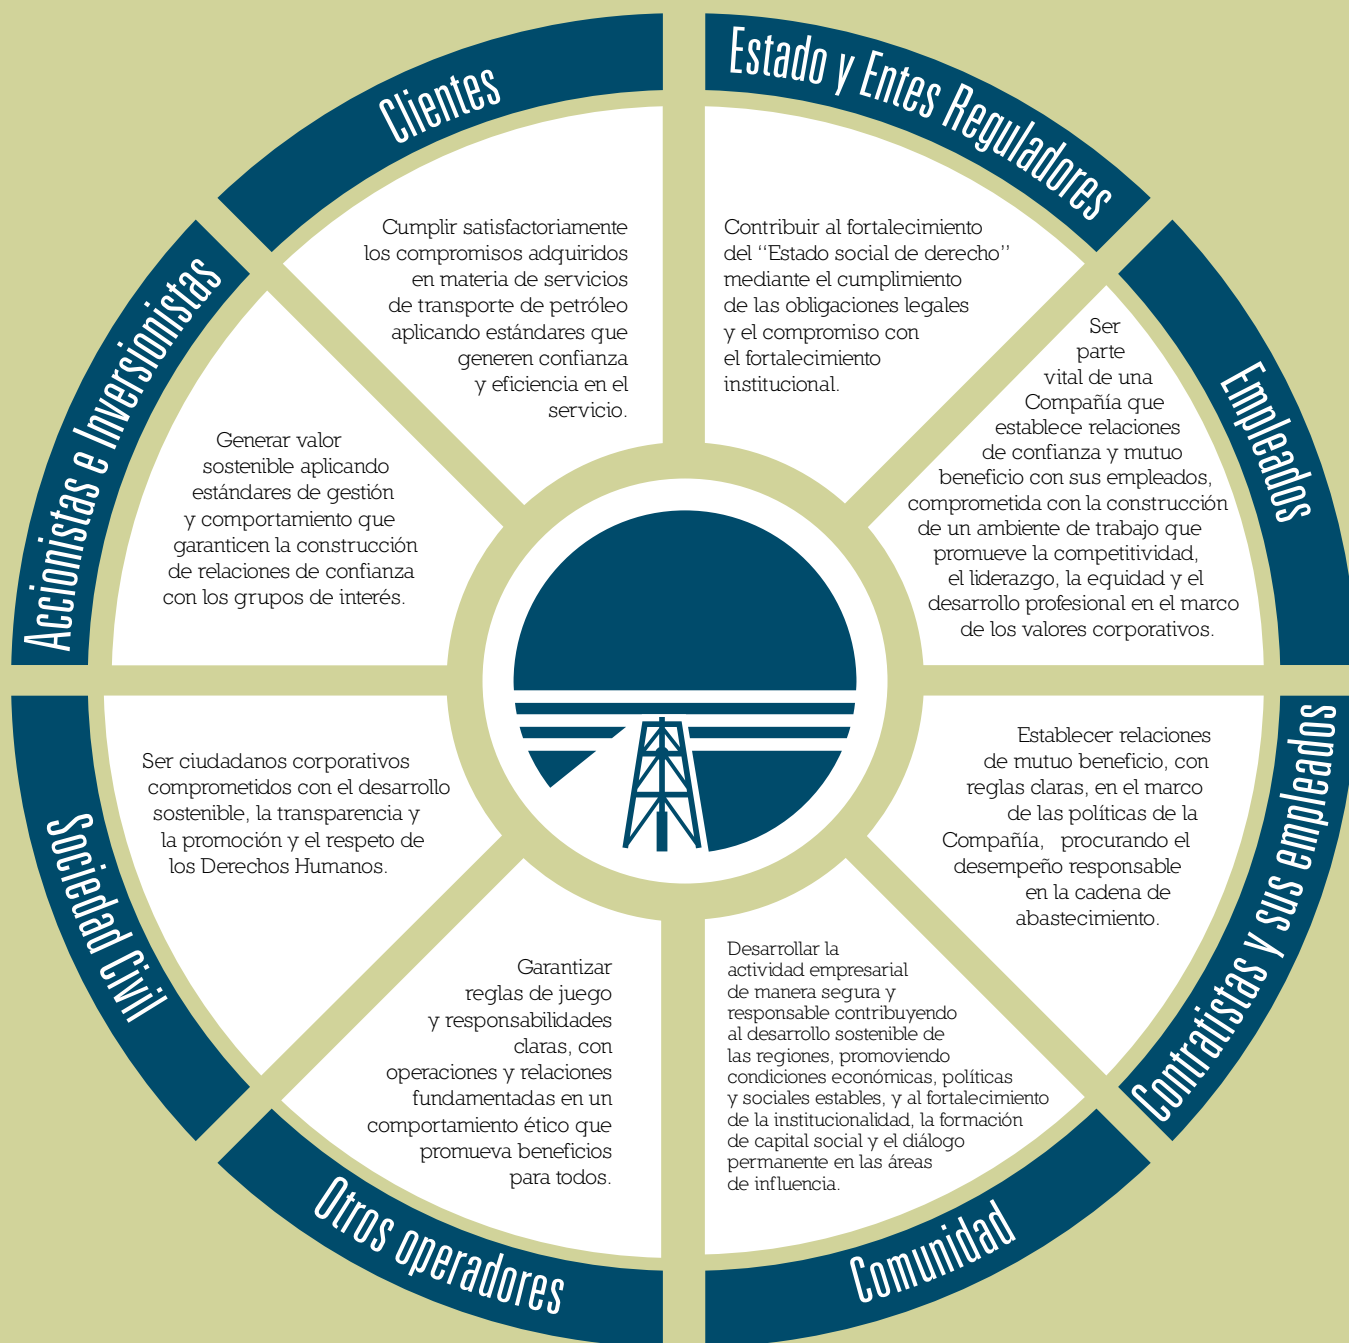 Estado y Entes Reguladores
Contribuir al fortalecimiento
del “Estado social de derecho”
mediante el cumplimiento
de las obligaciones legales
y el compromiso con
el fortalecimiento
institucional.
Empleados
Ser
parte
vital de una
Compañía que
establece relaciones
de confianza y mutuo
beneficio con sus empleados,
comprometida con la construcción
de un ambiente de trabajo que
promueve la competitividad,
el liderazgo, la equidad y el
desarrollo profesional en el marco
de los valores corporativos.
Contratistas y sus empleados
Establecer relaciones
de mutuo beneficio, con
reglas claras, en el marco
de las políticas de la
Compañía, procurando el
desempeño responsable
en la cadena de
abastecimiento.
Comunidad
Desarrollar la
actividad empresarial
de manera segura y
responsable contribuyendo
al desarrollo sostenible de
las regiones, promoviendo
condiciones económicas, políticas
y sociales estables, y al fortalecimiento
de la institucionalidad, la formación
de capital social y el diálogo
permanente en las áreas
de influencia.
Otros operadores
Garantizar
reglas de juego
y responsabilidades
claras, con
operaciones y relaciones
fundamentadas en un
comportamiento ético que
promueva beneficios
para todos.
Sociedad Civil
Ser ciudadanos corporativos
comprometidos con el desarrollo
sostenible, la transparencia y
la promoción y el respeto de
los Derechos Humanos.
Accionistas e Inversionistas
Generar valor
sostenible aplicando
estándares de gestión
y comportamiento que
garanticen la construcción
de relaciones de confianza
con los grupos de interés.
Clientes
Cumplir satisfactoriamente
los compromisos adquiridos
en materia de servicios
de transporte de petróleo
aplicando estándares que
generen confianza
y eficiencia en el
servicio.